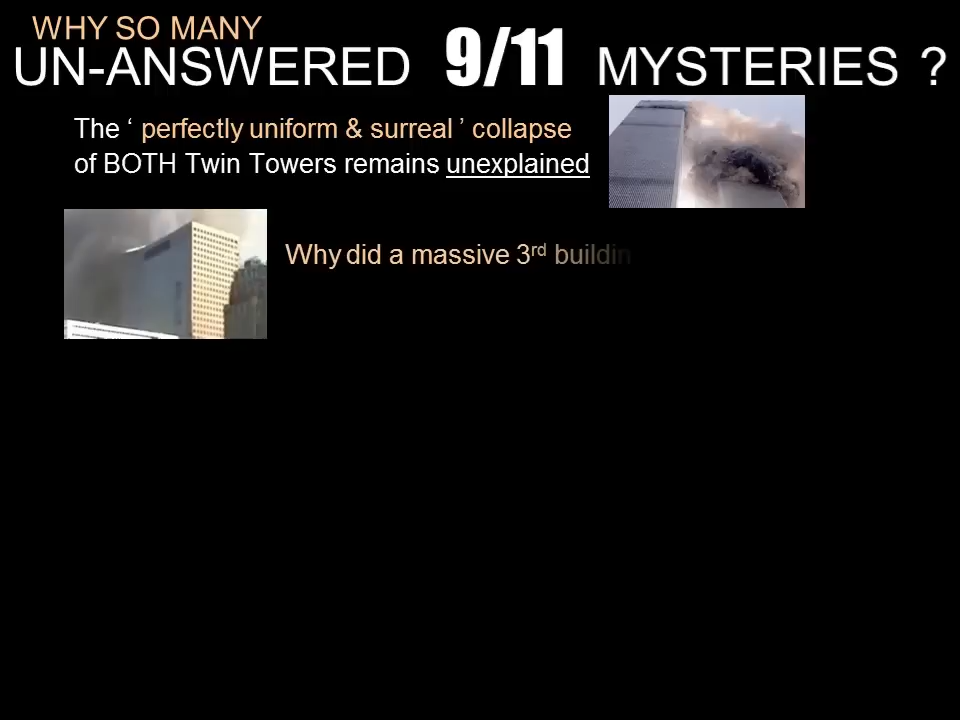 WHY SO MANY
UN-ANSWERED 9/11 MYSTERIES ?
The ‘ perfectly uniform & surreal ’ collapse
of BOTH Twin Towers remains unexplained
Why did a massive 3rd buildin